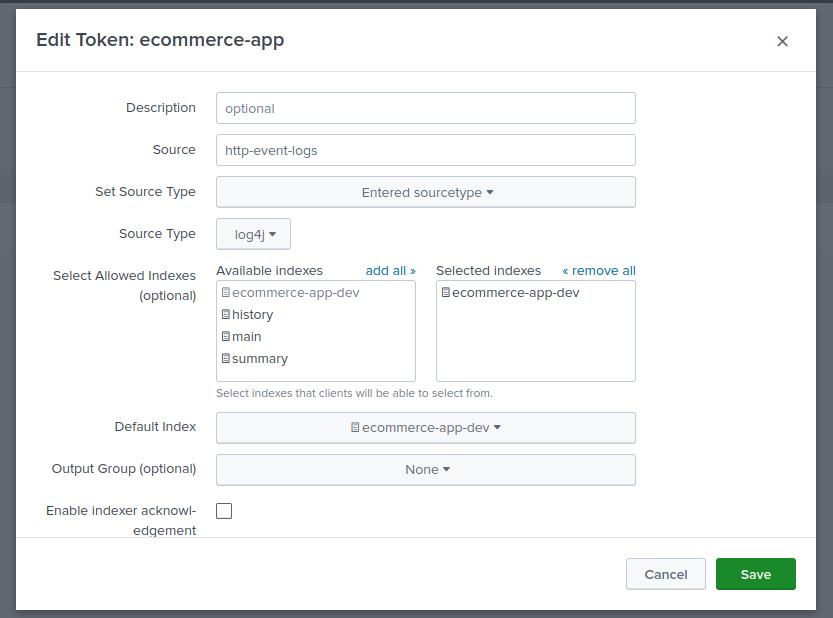 Edit Token: ecommerce-app
Description
optional
Source
http-event-logs
Set Source Type
Entered sourcetype
Source Type
log4j
Select Allowed Indexes
(optional)
Available indexes
add all »
ecommerce-app-dev
history
main
summary
Selected indexes
« remove all
ecommerce-app-dev
Select indexes that clients will be able to select from.
Default Index
ecommerce-app-dev
Output Group (optional)
None
Enable indexer acknowl-
edgement
Cancel
Save